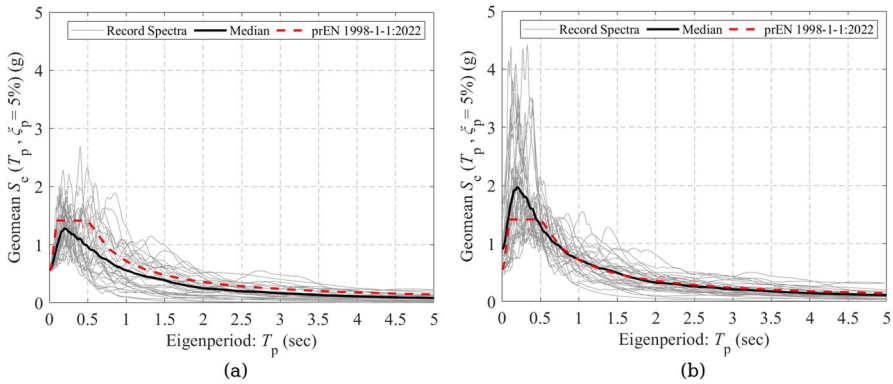 Record Spectra Median prEN 1998-1-1:2022
5
4
3
2
1
0
Geomean S_e (T_p , ξ_p = 5%) (g)
0 0.5 1 1.5 2 2.5 3 3.5 4 4.5 5
Eigenperiod: T_p (sec)
(a)
Record Spectra Median prEN 1998-1-1:2022
5
4
3
2
1
0
Geomean S_e (T_p , ξ_p = 5%) (g)
0 0.5 1 1.5 2 2.5 3 3.5 4 4.5 5
Eigenperiod: T_p (sec)
(b)